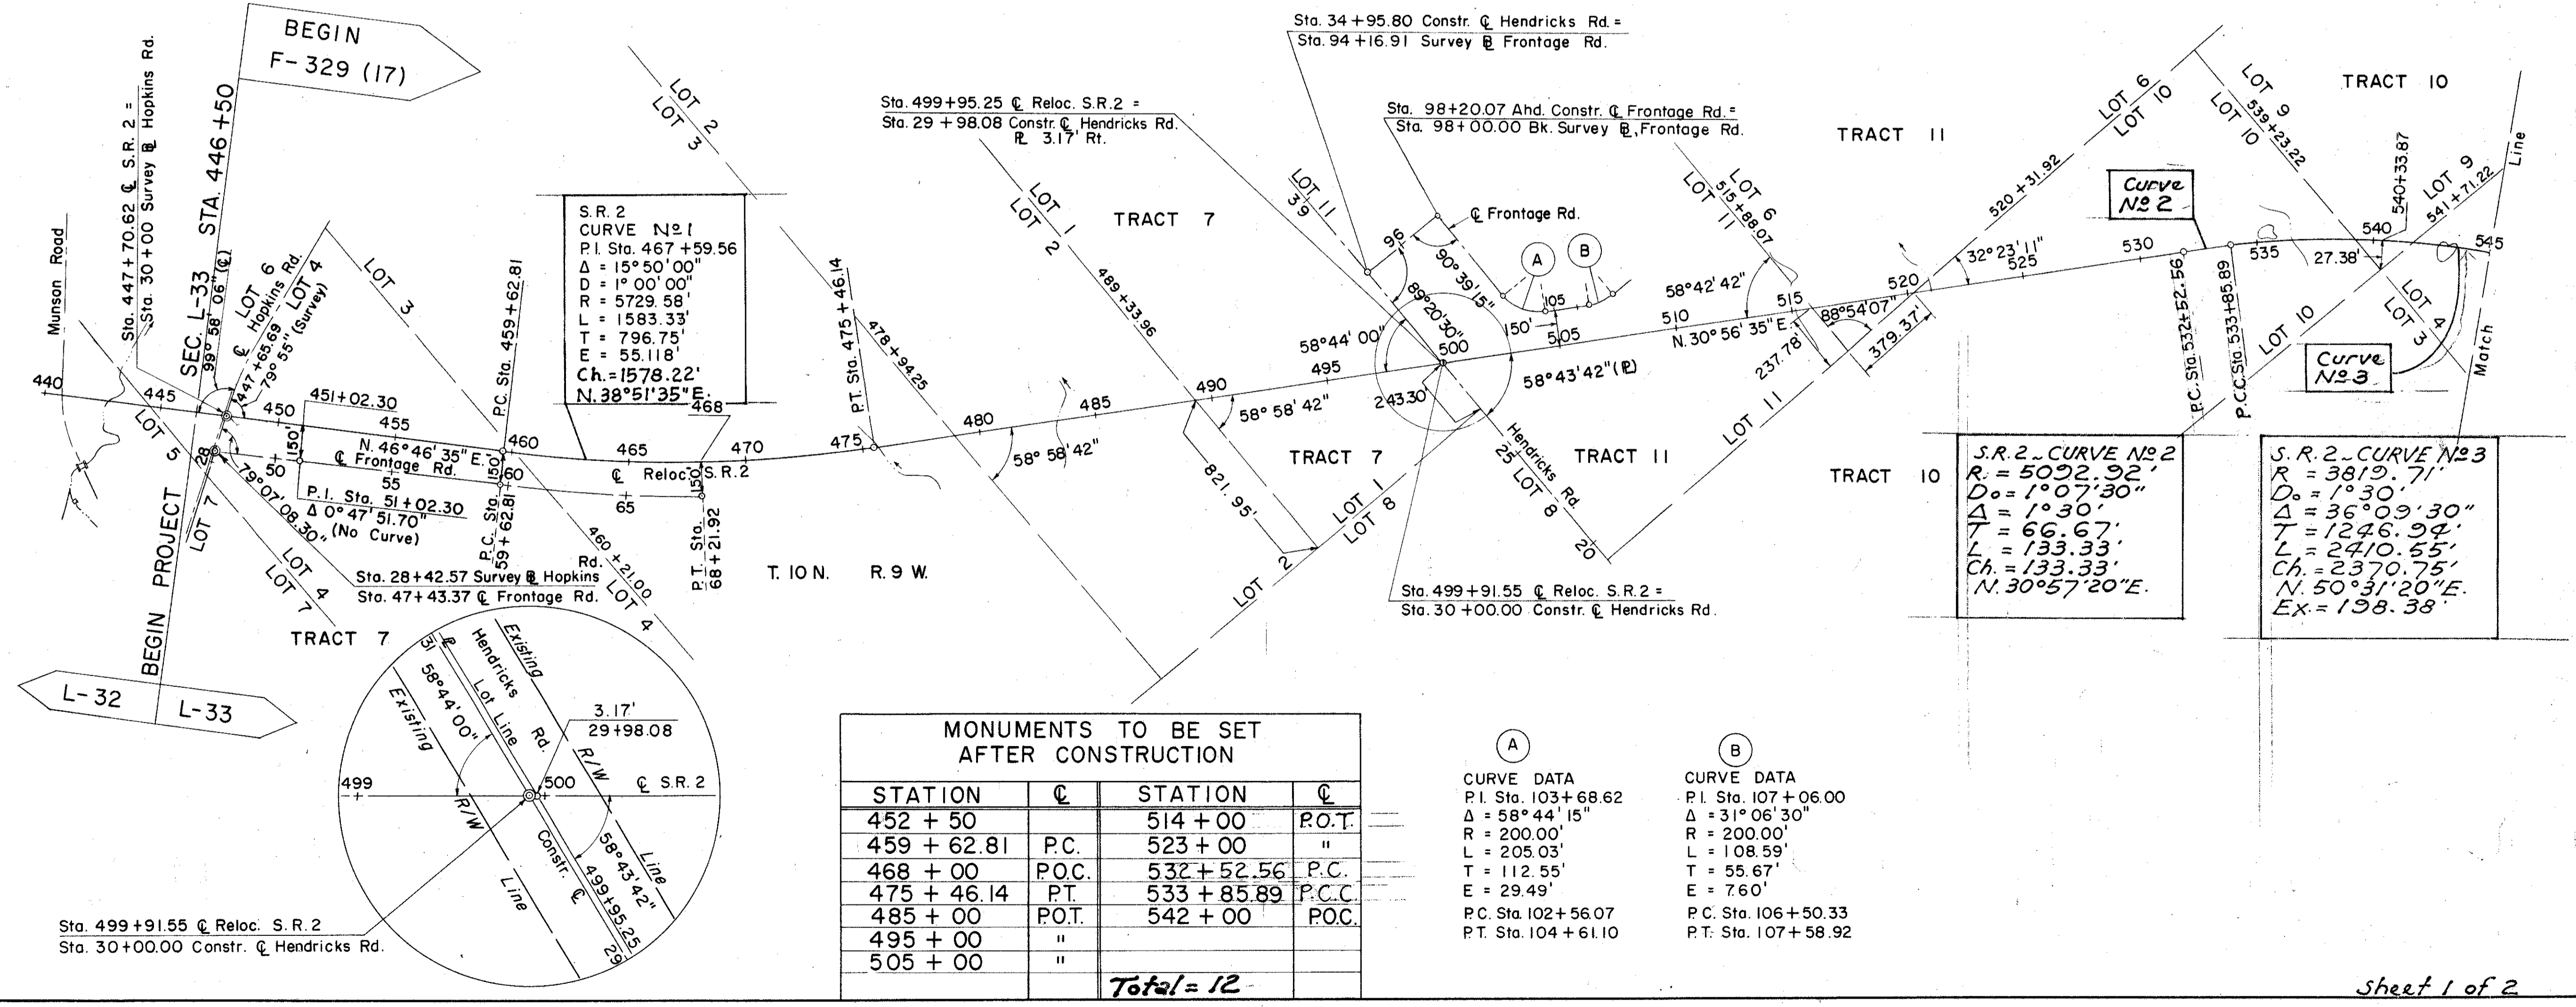 BEGIN
F-329 (17)
Sta. 447+70.62 ℄ S.R. 2 =
Sta. 30+00 Survey ⅊ Hopkins Rd.
SEC. L-33 STA. 446+50
BEGIN PROJECT
L-32
L-33
Munson Road
99° 58' 06" (℄)
LOT 6
℄ Hopkins Rd.
LOT 4
447+65.69
79° 55" (Survey)
440
445
450
451+02.30
455
N. 46°46'35"E.
℄ Frontage Rd.
150'
28
50
55
P.I. Sta. 51+02.30
Δ 0°47'51.70"
(No Curve)
79°07'08.30"
LOT 5
LOT 7
LOT 4
LOT 7
TRACT 7
Sta. 28+42.57 Survey ⅊ Hopkins Rd.
Sta. 47+43.37 ℄ Frontage Rd.
LOT 3
P.C. Sta. 459+62.81
460
150'
60
P.C. Sta.
59+62.81
460+21.00
LOT 4
LOT 2
LOT 3
S.R. 2
CURVE Nº1
P.I. Sta. 467+59.56
Δ = 15°50'00"
D = 1°00'00"
R = 5729.58'
L = 1583.33'
T = 796.75'
E = 55.118'
Ch.=1578.22'
N.38°51'35"E.
468
465
470
475
℄ Reloc. S.R.2
65
150'
P.T. Sta.
68+21.92
P.T. Sta. 475+46.14
478+94.25
480
58°58'42"
485
T. 10 N. R. 9 W.
Sta. 499+95.25 ℄ Reloc. S.R.2 =
Sta. 29+98.08 Constr. ℄ Hendricks Rd.
⅊ 3.17' Rt.
LOT 1
LOT 2
TRACT 7
489+33.96
490
58°58'42"
821.95'
495
TRACT 7
LOT 1
LOT 8
LOT 2
Sta. 34+95.80 Constr. ℄ Hendricks Rd. =
Sta. 94+16.91 Survey ⅊ Frontage Rd.
Sta. 98+20.07 Ahd. Constr. ℄ Frontage Rd.=
Sta. 98+00.00 Bk. Survey ⅊, Frontage Rd.
LOT 11
39
96
℄ Frontage Rd.
90°39'15"
89°20'30"
A
B
105
150'
505
58°44'00"
500
243.30'
58°43'42"(⅊)
Hendricks Rd.
25 LOT 8
20
TRACT 11
LOT 11
Sta. 499+91.55 ℄ Reloc. S.R.2 =
Sta. 30+00.00 Constr. ℄ Hendricks Rd.
510
N.30°56'35"E.
58°42'42"
LOT 6
LOT 11
515+88.07
515
237.78'
88°54'07"
379.37'
520
TRACT 11
520+31.92
LOT 6
LOT 10
32°23'11"
525
530
Curve
Nº2
P.C. Sta. 532+52.56
P.C.C. Sta. 533+85.89
535
LOT 9
LOT 10
539+23.22
TRACT 10
27.38'
540
540+33.87
LOT 9
541+71.22
545
LOT 10
LOT 4
LOT 3
Match Line
Curve
Nº3
TRACT 10
S.R.2~CURVE Nº2
R.=5092.92'
D₀=1°07'30"
Δ=1°30'
T=66.67'
L=133.33'
Ch.=133.33'
N.30°57'20"E.
S.R.2~CURVE Nº3
R=3819.71'
D₀=1°30'
Δ=36°09'30"
T=1246.94'
L=2410.55'
Ch.=2370.75'
N.50°31'20"E.
Ex.=198.38'
31
⅊
Hendricks Rd.
Lot Line
Existing R/W Line
Existing R/W Line
58°44'00"
3.17'
29+98.08
499
500
℄ S.R. 2
Constr. ℄
58°43'42"
499+95.25
29
Sta. 499+91.55 ℄ Reloc. S.R.2
Sta. 30+00.00 Constr. ℄ Hendricks Rd.
MONUMENTS TO BE SET
AFTER CONSTRUCTION
STATION ℄ STATION ℄
452 + 50 514 + 00 P.O.T.
459 + 62.81 P.C. 523 + 00 "
468 + 00 P.O.C. 532+52.56 P.C.
475 + 46.14 P.T. 533+85.89 P.C.C.
485 + 00 P.O.T. 542 + 00 P.O.C.
495 + 00 "
505 + 00 "
Total = 12
A
CURVE DATA
P.I. Sta. 103+68.62
Δ = 58°44'15"
R = 200.00'
L = 205.03'
T = 112.55'
E = 29.49'
P.C. Sta. 102+56.07
P.T. Sta. 104+61.10
B
CURVE DATA
P.I. Sta. 107+06.00
Δ = 31°06'30"
R = 200.00'
L = 108.59'
T = 55.67'
E = 7.60'
P.C. Sta. 106+50.33
P.T. Sta. 107+58.92
Sheet 1 of 2